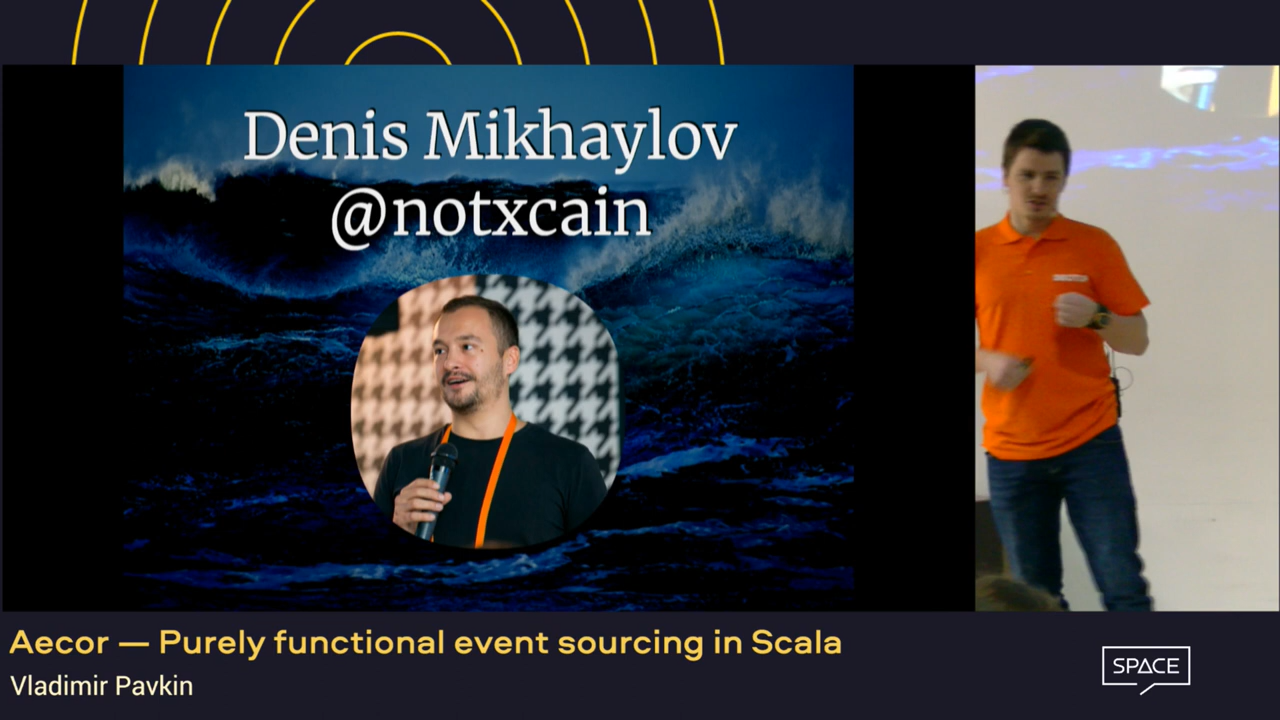 Denis Mikhaylov
@notxcain
Aecor — Purely functional event sourcing in Scala
Vladimir Pavkin
SPACE